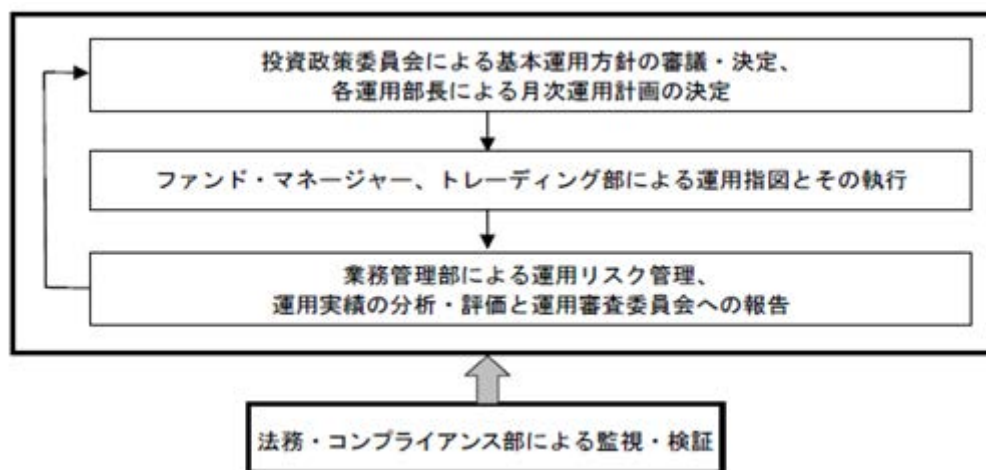 投資政策委員会による基本運用方針の審議・決定、
各運用部長による月次運用計画の決定
ファンド・マネージャー、トレーディング部による運用指図とその執行
業務管理部による運用リスク管理、
運用実績の分析・評価と運用審査委員会への報告
法務・コンプライアンス部による監視・検証